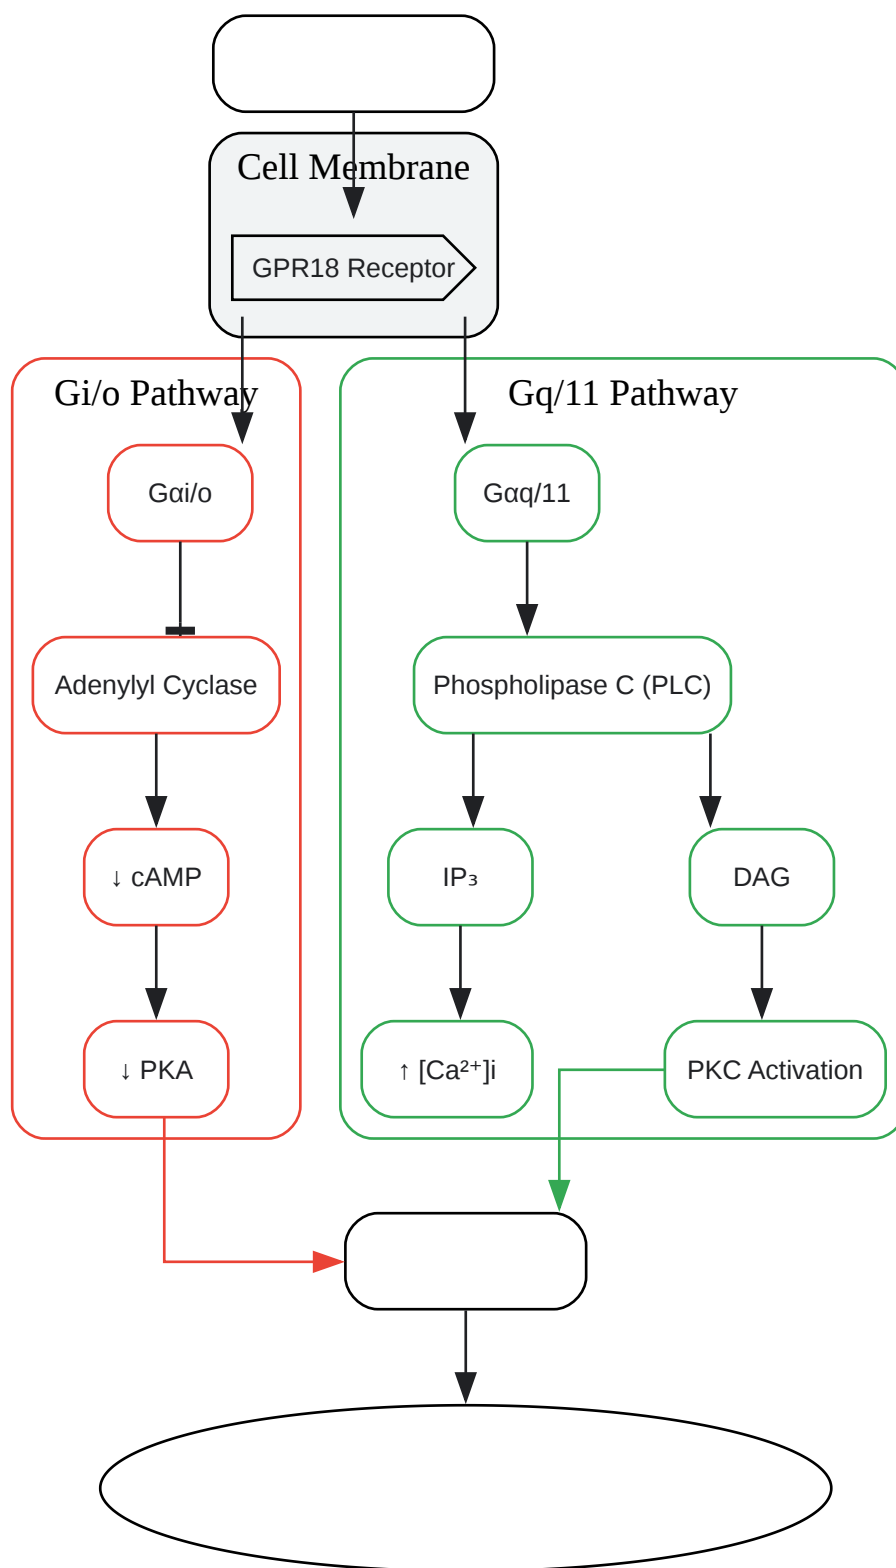 Cell Membrane
GPR18 Receptor
Gi/o Pathway
Gq/11 Pathway
Gαi/o
Gαq/11
Adenylyl Cyclase
Phospholipase C (PLC)
↓ cAMP
IP₃
DAG
↓ PKA
↑ [Ca²⁺]i
PKC Activation